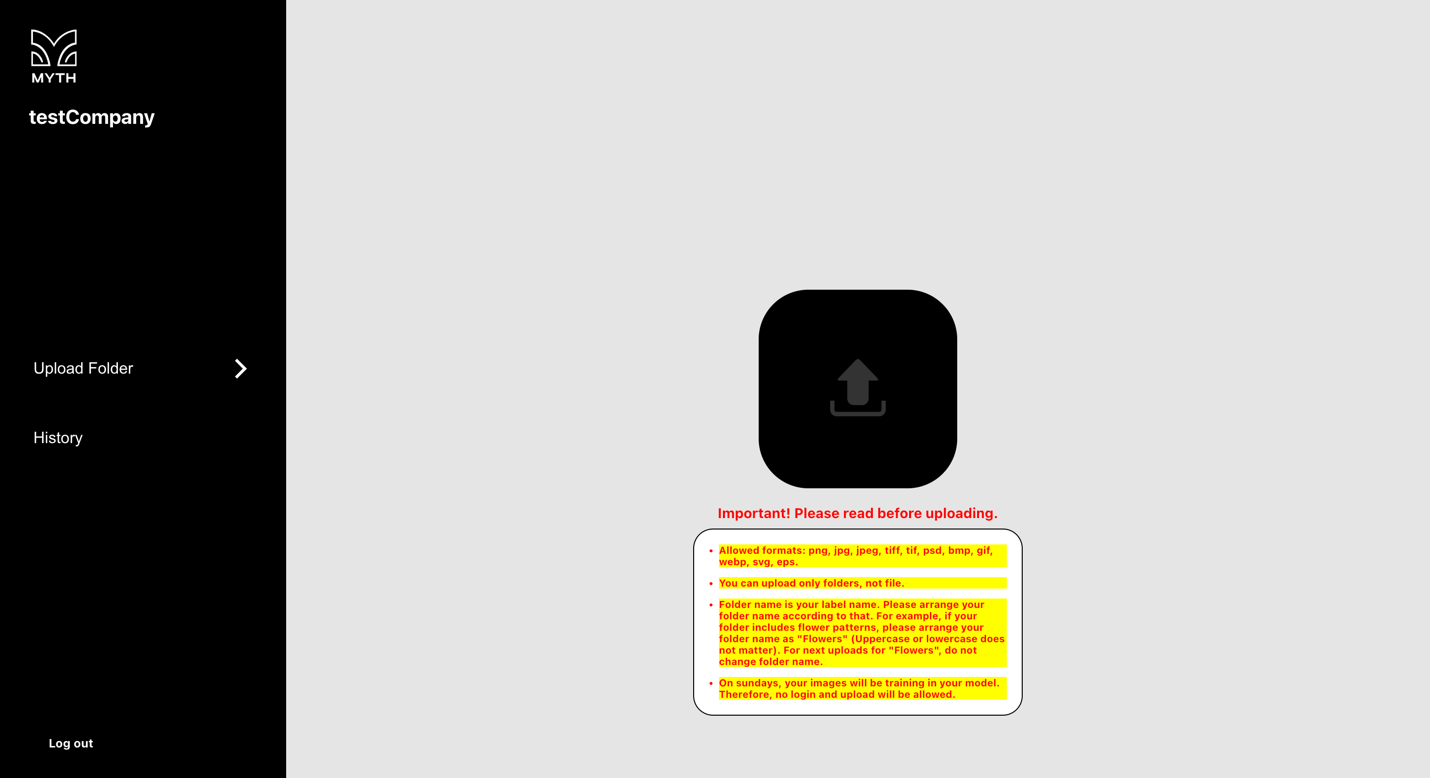 MYTH
testCompany
Upload Folder
History
Log out
Important! Please read before uploading.
• Allowed formats: png, jpg, jpeg, tiff, tif, psd, bmp, gif,
webp, svg, eps.
• You can upload only folders, not file.
• Folder name is your label name. Please arrange your
folder name according to that. For example, if your
folder includes flower patterns, please arrange your
folder name as "Flowers" (Uppercase or lowercase does
not matter). For next uploads for "Flowers", do not
change folder name.
• On sundays, your images will be training in your model.
Therefore, no login and upload will be allowed.